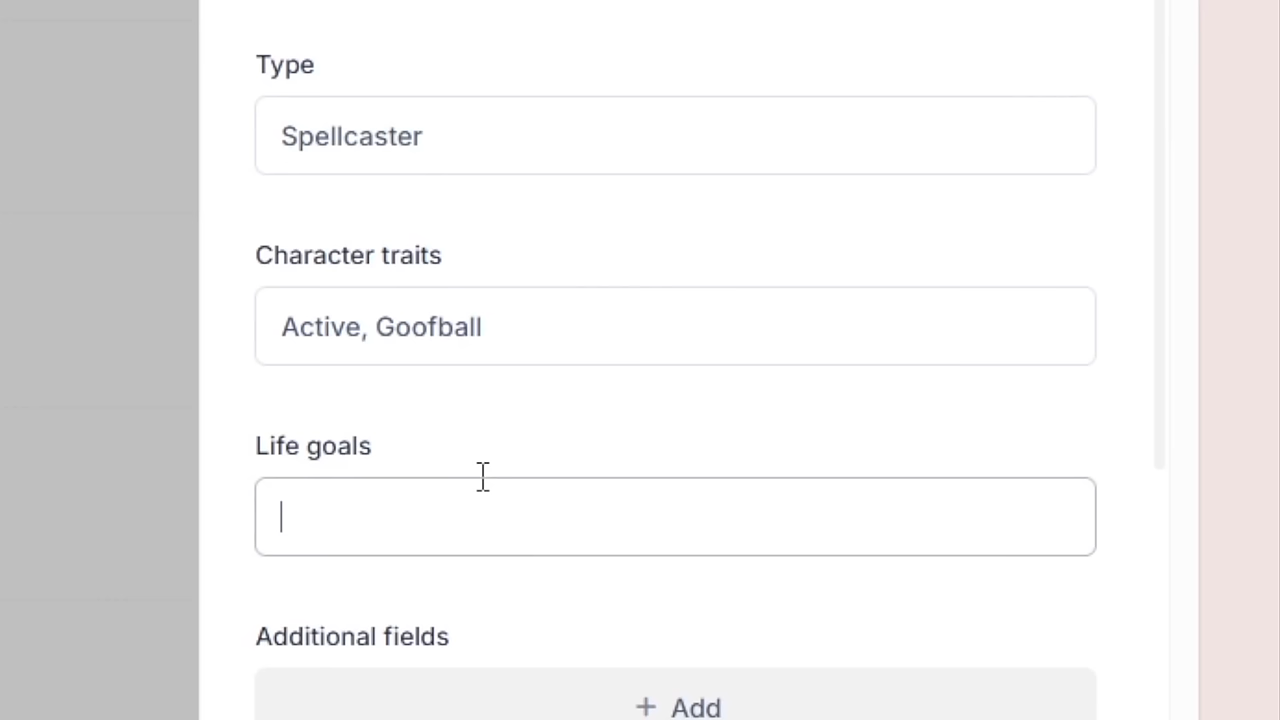 Type
Spellcaster
Character traits
Active, Goofball
Life goals
Additional fields
+ Add